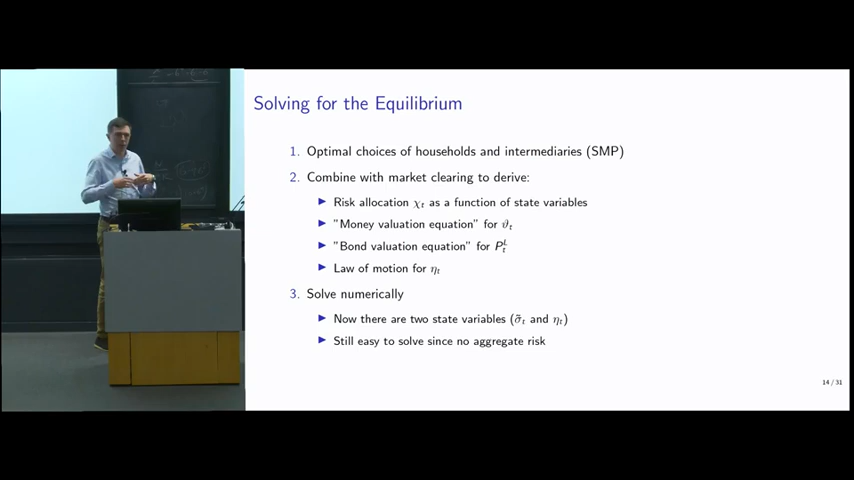 Solving for the Equilibrium
1. Optimal choices of households and intermediaries (SMP)
2. Combine with market clearing to derive:
▶ Risk allocation χt as a function of state variables
▶ "Money valuation equation" for ϑt
▶ "Bond valuation equation" for P_t^L
▶ Law of motion for ηt
3. Solve numerically
▶ Now there are two state variables (σ̃t and ηt)
▶ Still easy to solve since no aggregate risk
14 / 31